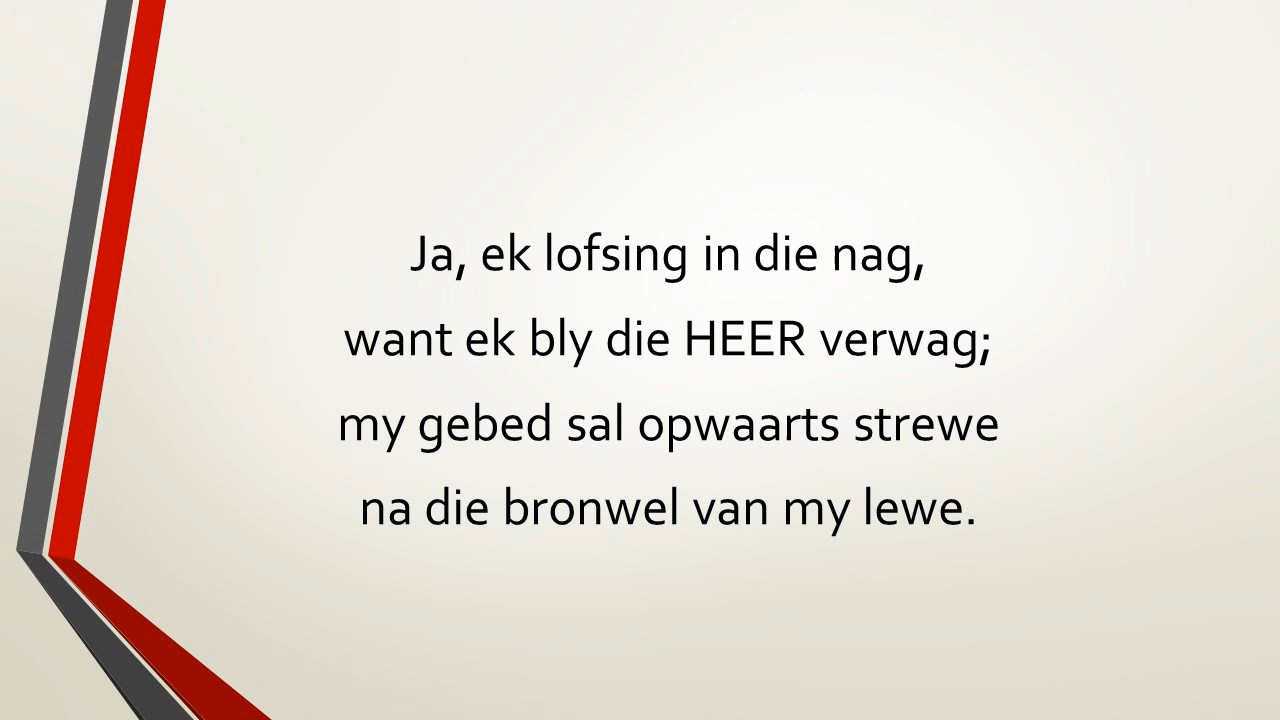 Ja, ek lofsing in die nag,
want ek bly die HEER verwag;
my gebed sal opwaarts strewe
na die bronwel van my lewe.